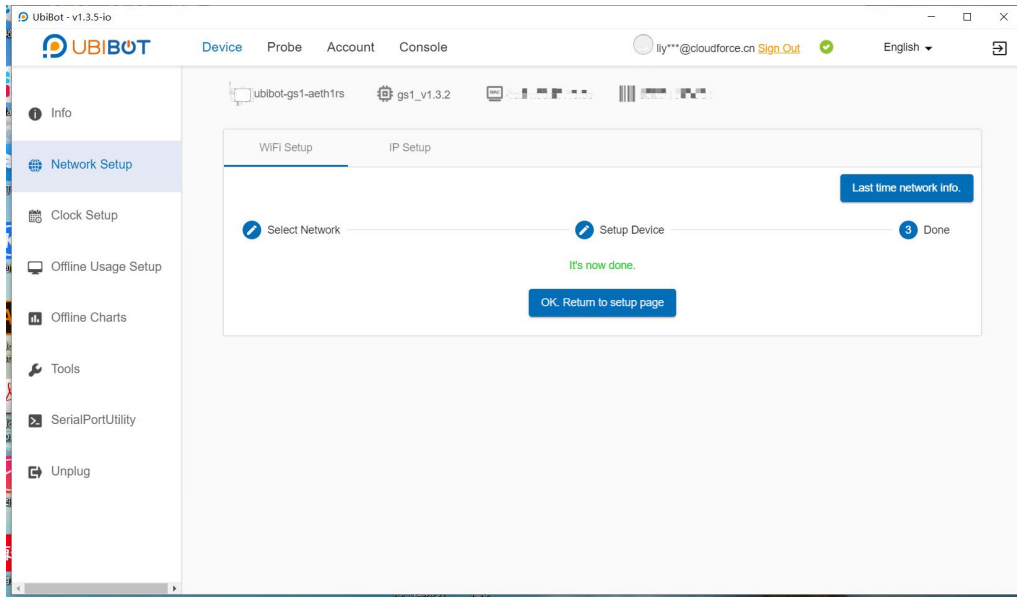 UbiBot - v1.3.5-io
UBIBOT
Device Probe Account Console
liy***@cloudforce.cn Sign Out
English
ubibot-gs1-aeth1rs
gs1_v1.3.2
MAC
Info
Network Setup
Clock Setup
Offline Usage Setup
Offline Charts
Tools
SerialPortUtility
Unplug
WiFi Setup IP Setup
Last time network info.
Select Network
Setup Device
3 Done
It's now done.
OK. Return to setup page